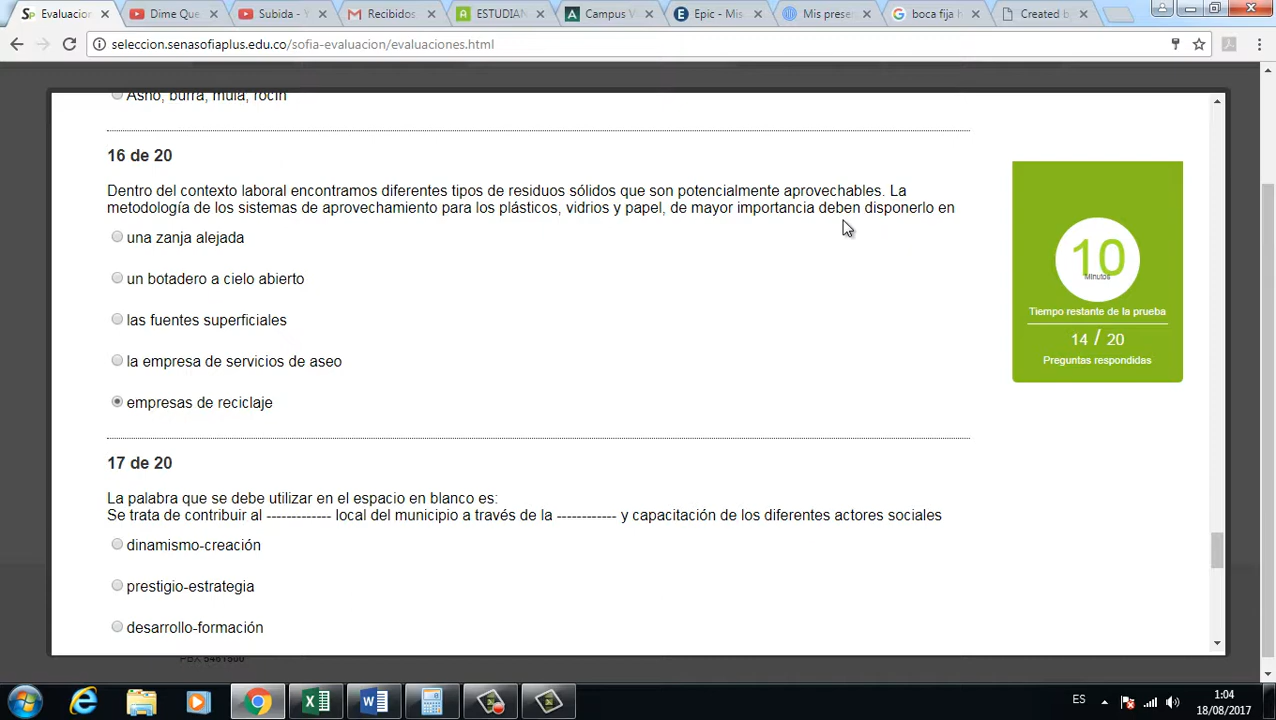 Evaluacion
Dime Que
Subida - Y
Recibidos
ESTUDIAN
Campus V
Epic - Mis
Mis prese
boca fija h
Created b
seleccion.senasofiaplus.edu.co/sofia-evaluacion/evaluaciones.html
Asno, burra, mula, rocín
16 de 20
Dentro del contexto laboral encontramos diferentes tipos de residuos sólidos que son potencialmente aprovechables. La
metodología de los sistemas de aprovechamiento para los plásticos, vidrios y papel, de mayor importancia deben disponerlo en
una zanja alejada
un botadero a cielo abierto
las fuentes superficiales
la empresa de servicios de aseo
empresas de reciclaje
10
Minutos
Tiempo restante de la prueba
14 / 20
Preguntas respondidas
17 de 20
La palabra que se debe utilizar en el espacio en blanco es:
Se trata de contribuir al ------------- local del municipio a través de la ------------ y capacitación de los diferentes actores sociales
dinamismo-creación
prestigio-estrategia
desarrollo-formación
PBX 5461500
ES
1:04
18/08/2017